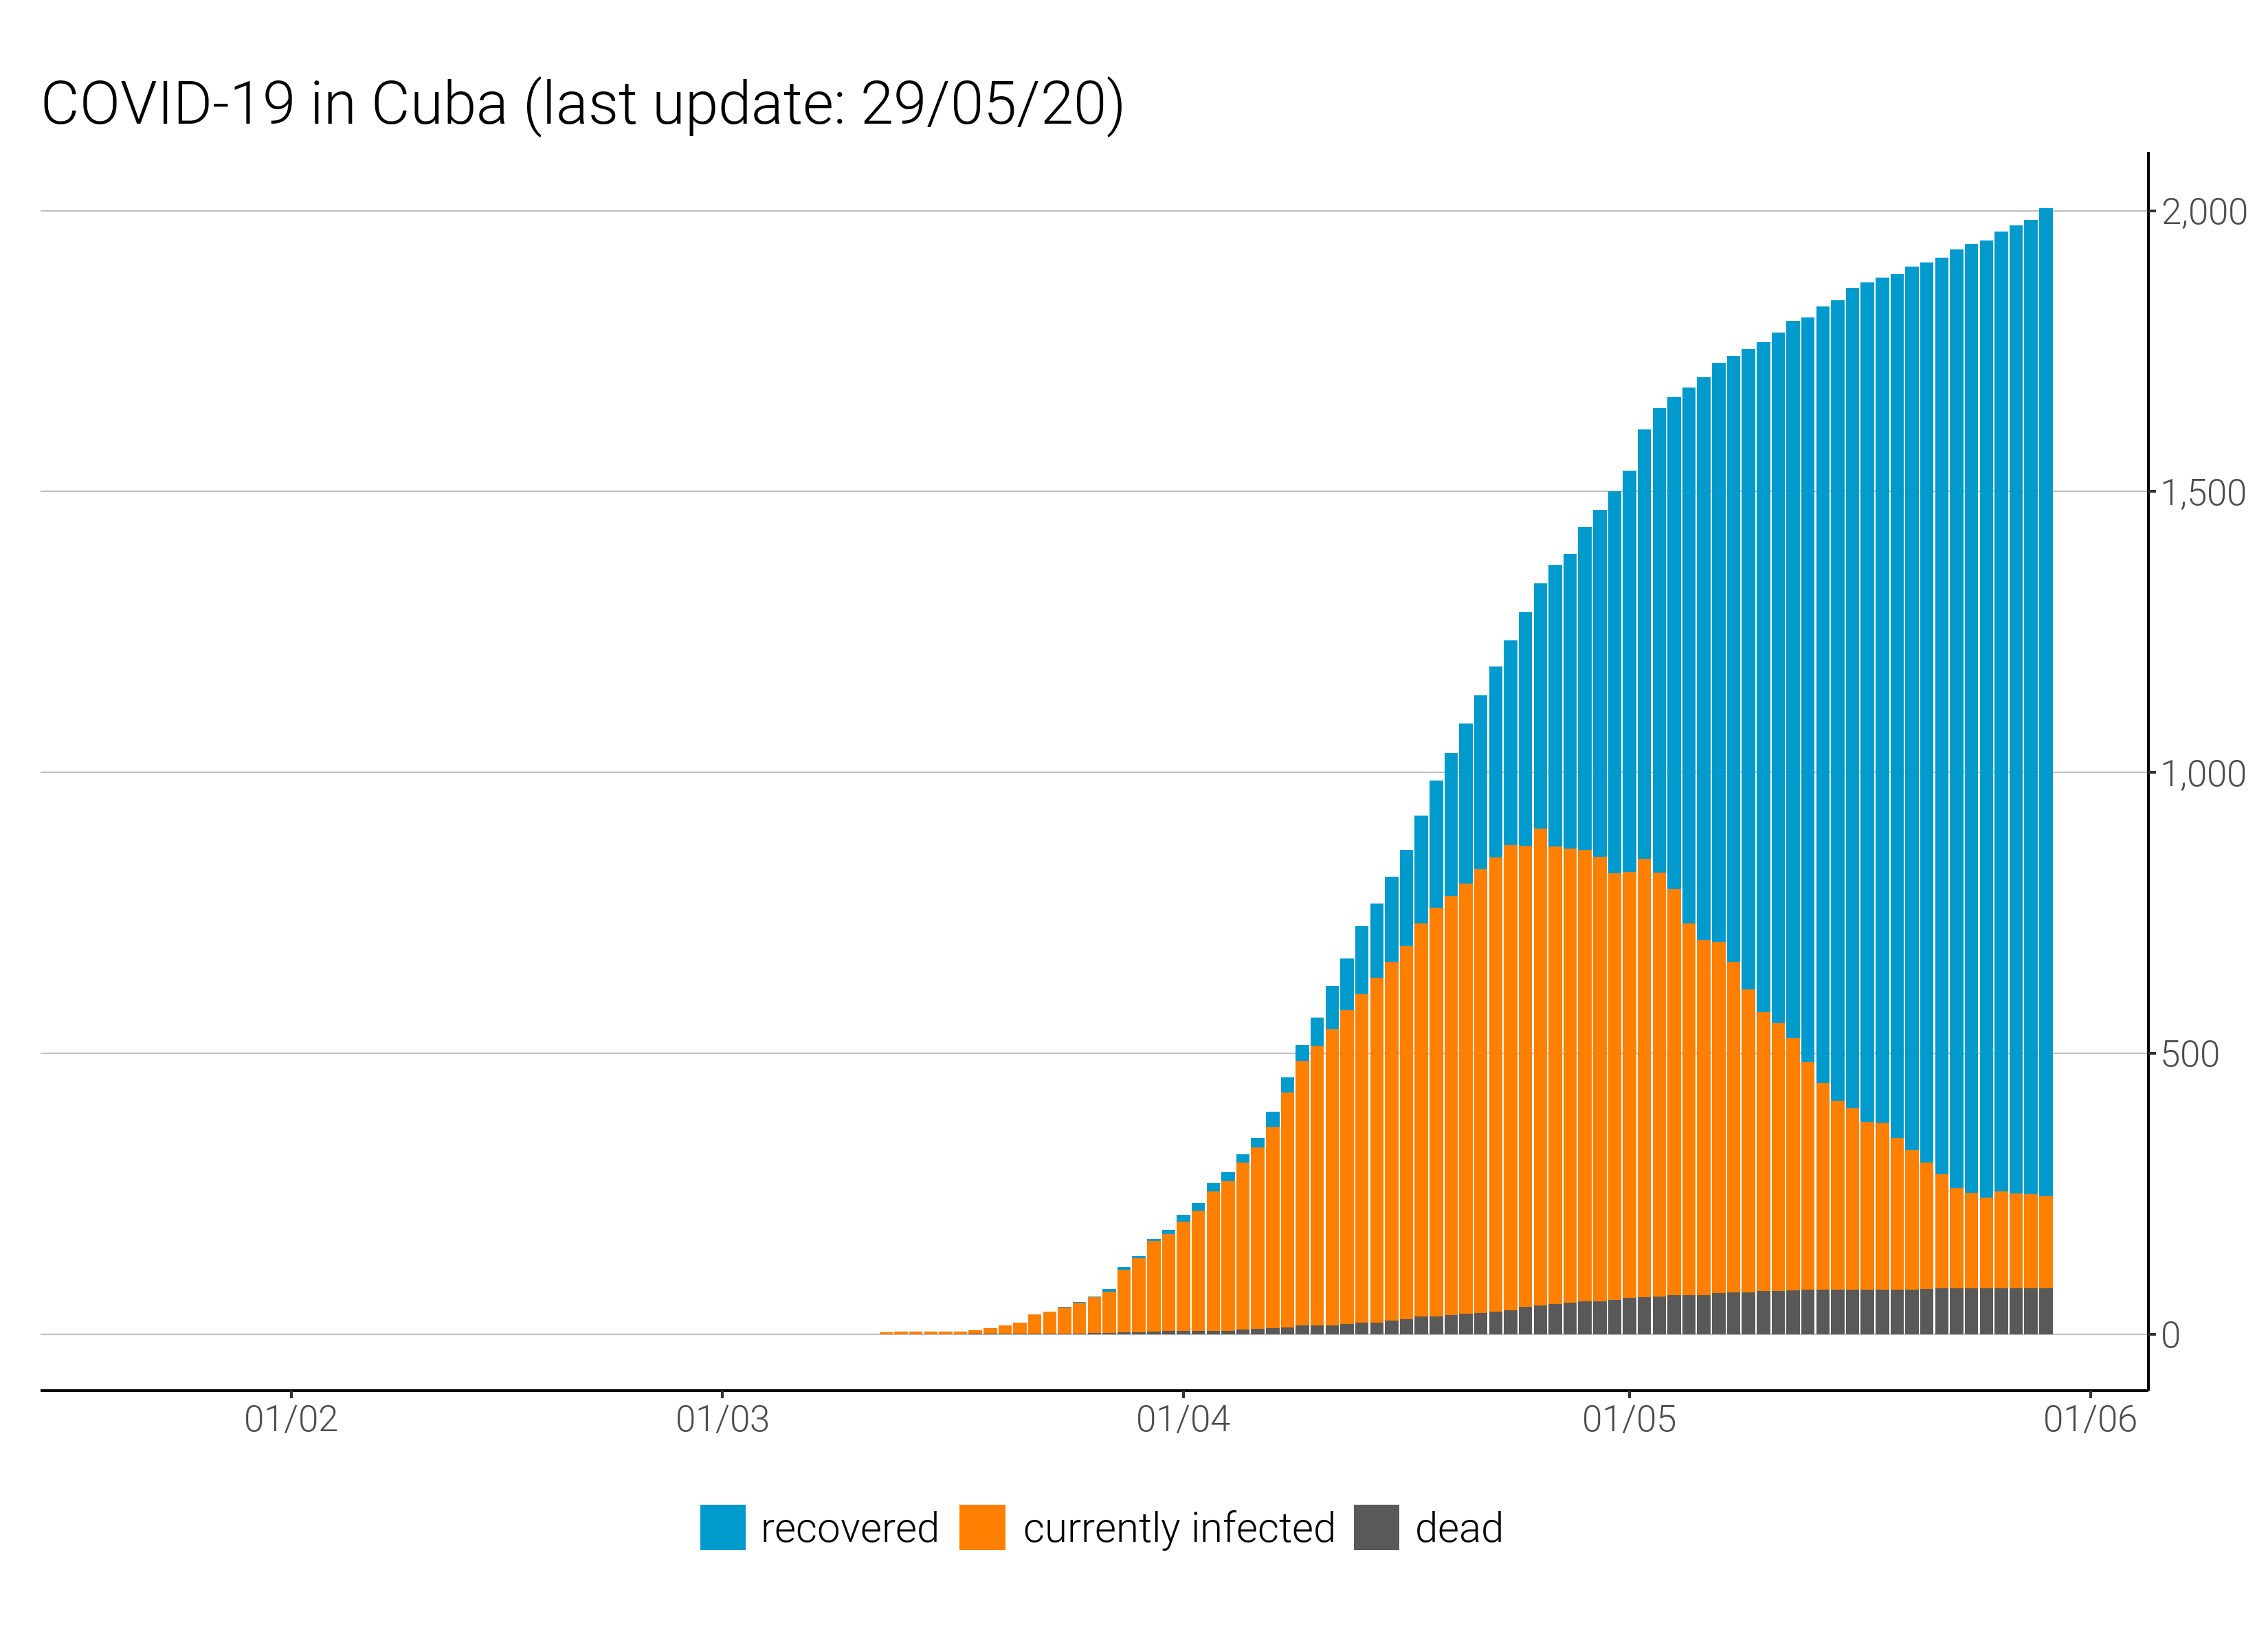 COVID-19 in Cuba (last update: 29/05/20)
2,000
1,500
1,000
500
0
01/02 01/03 01/04 01/05 01/06
recovered currently infected dead